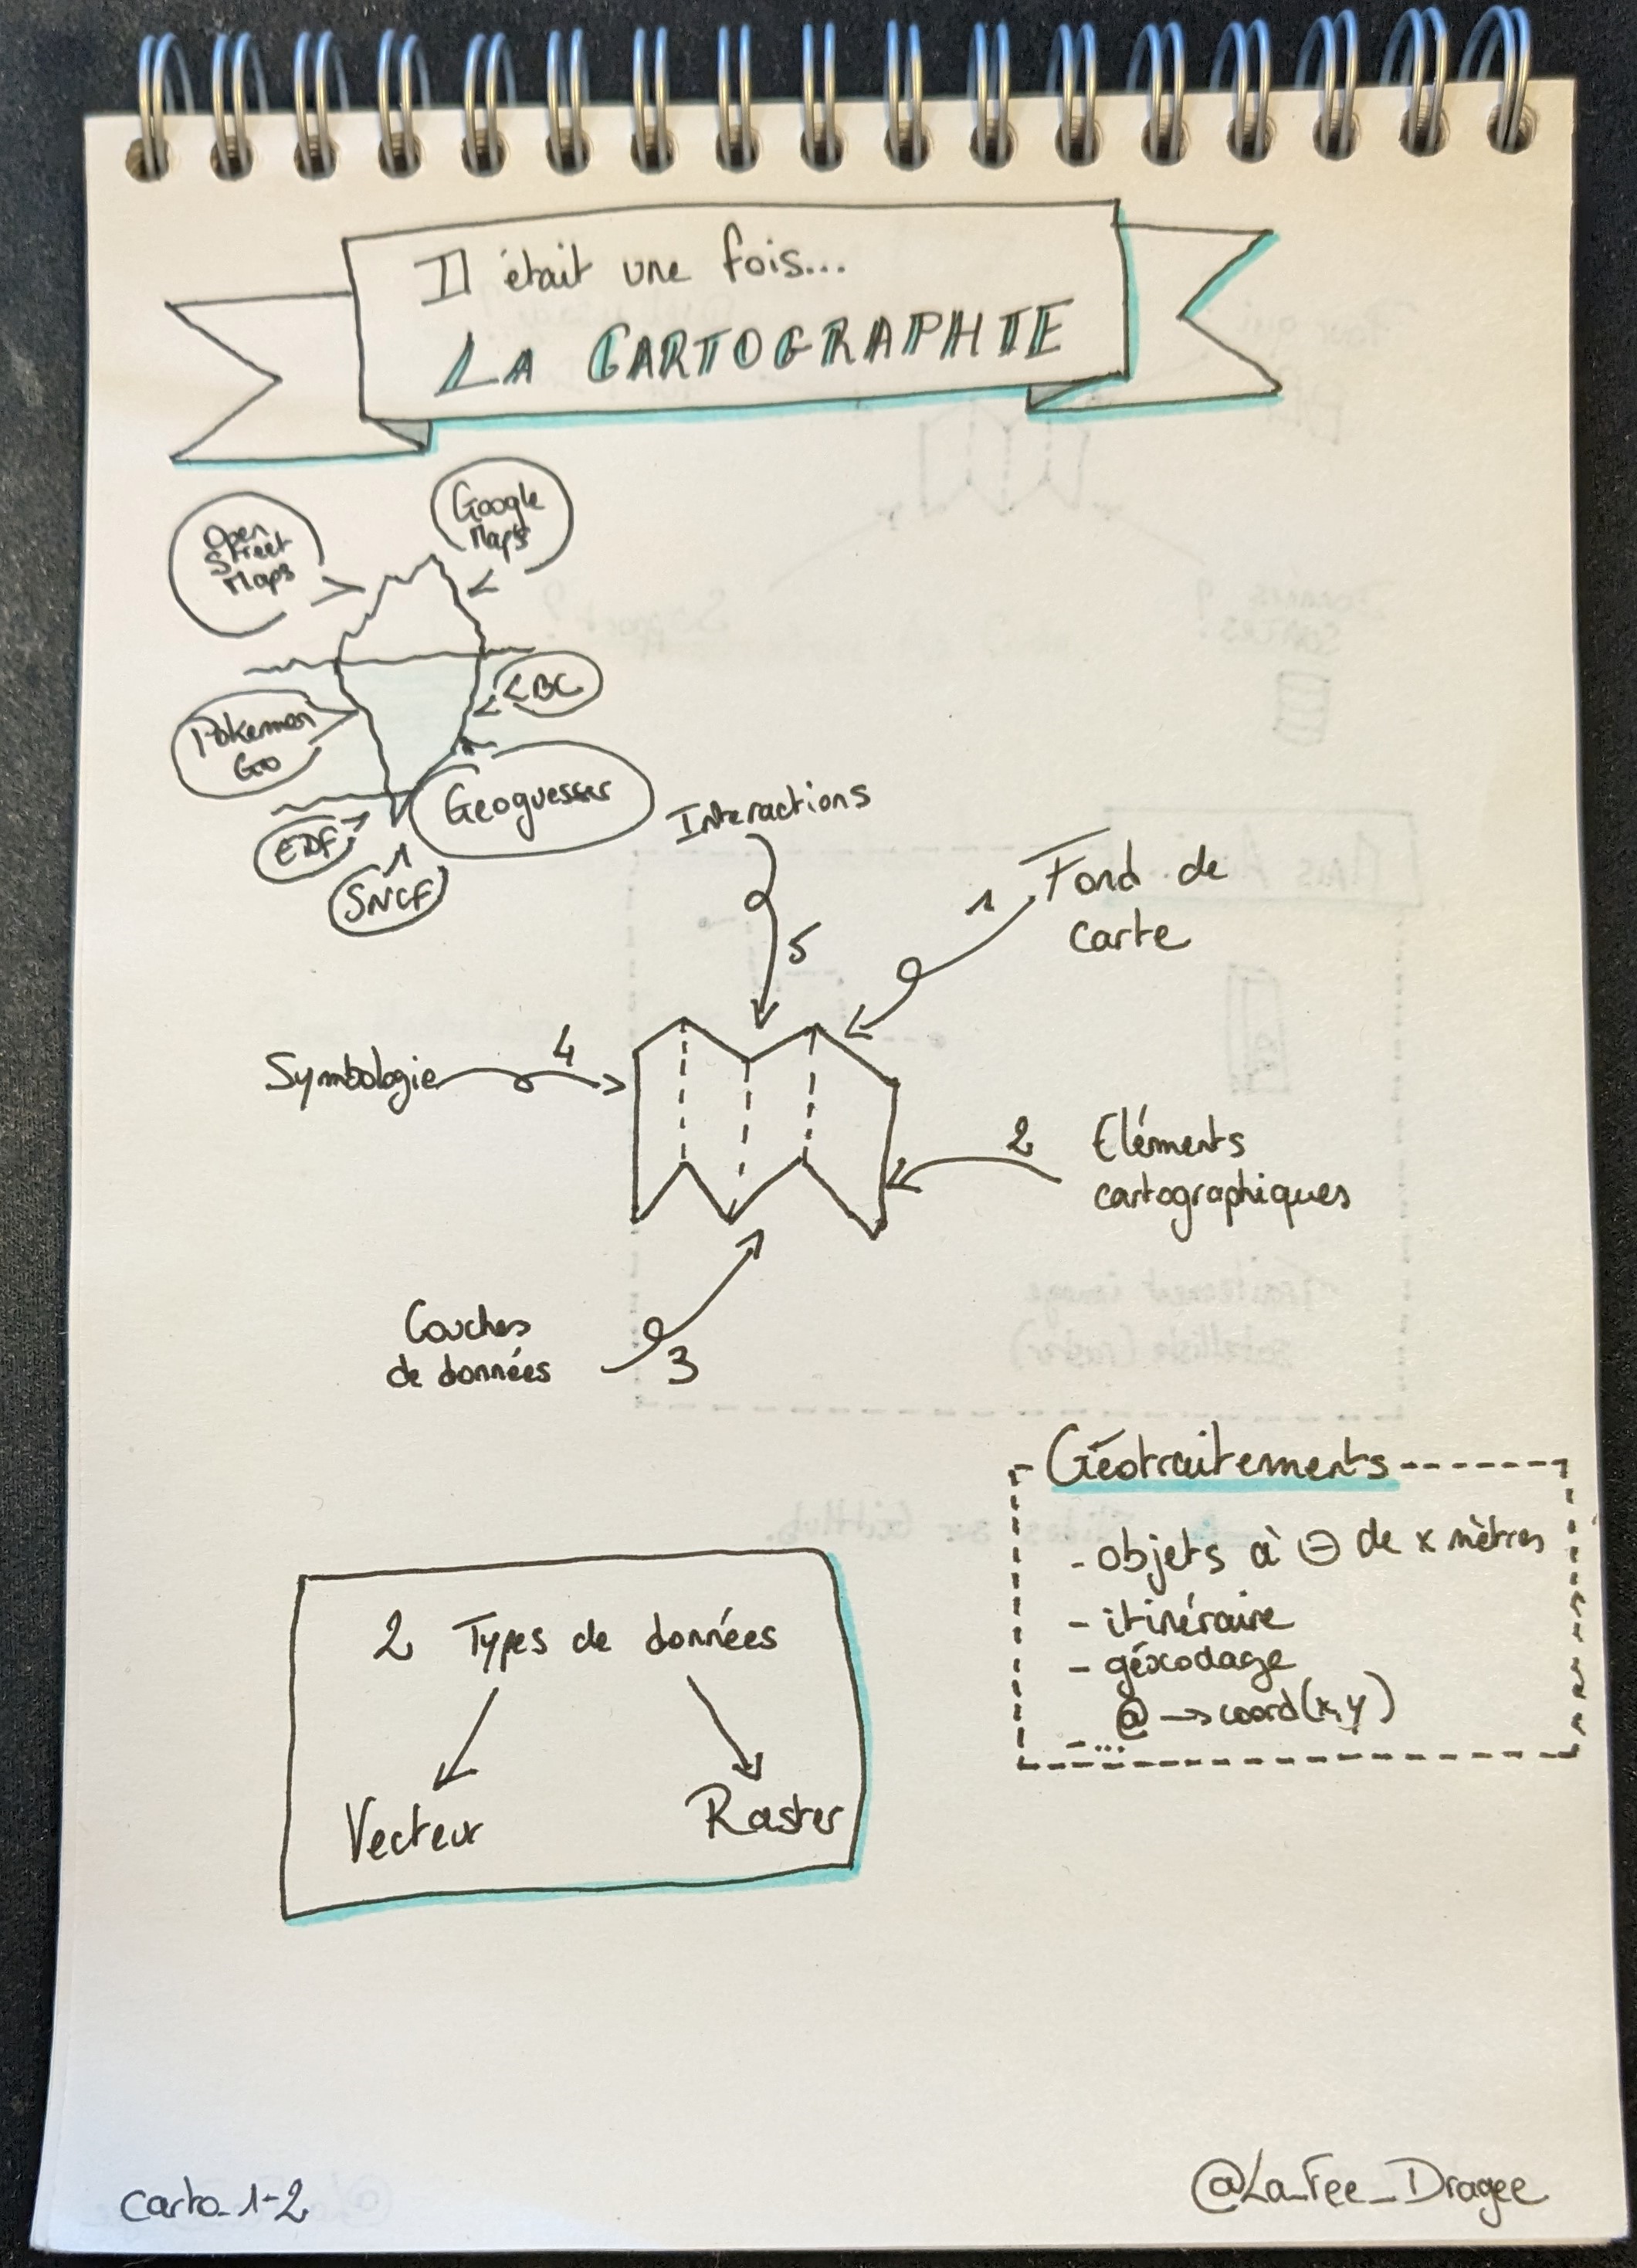 Il était une fois...
LA CARTOGRAPHIE
Open
Street
Maps
Google
Maps
LBC
Pokemon
Go
Geoguesser
EDF
SNCF
Interactions
5
1
Fond de
carte
Symbologie
4
2
Eléments
cartographiques
Couches
de données
3
Géotraitements
- objets à ⊖ de x mètres
- itinéraire
- géocodage
@ → coord(x,y)
- ...
2 Types de données
Vecteur
Raster
Carto_1-2
@La_Fee_Dragee